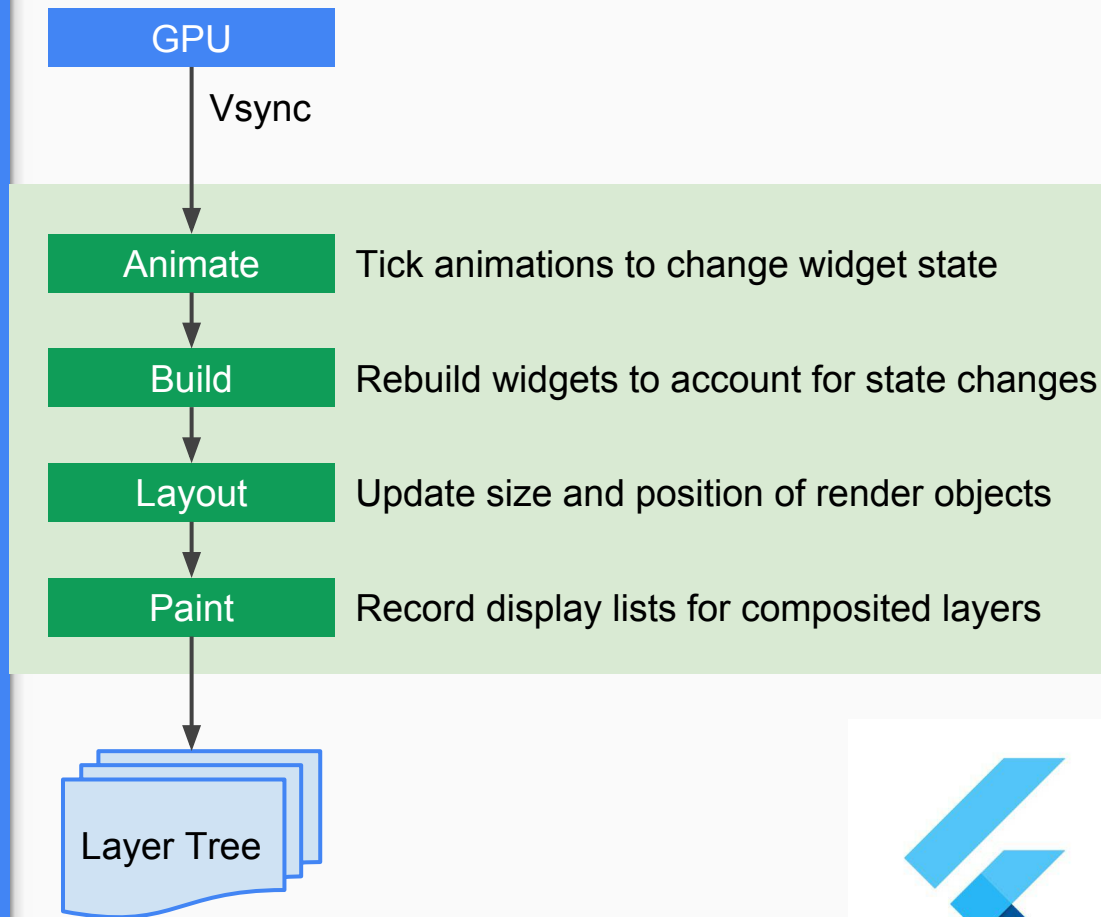 GPU
Vsync
Animate
Tick animations to change widget state
Build
Rebuild widgets to account for state changes
Layout
Update size and position of render objects
Paint
Record display lists for composited layers
Layer Tree